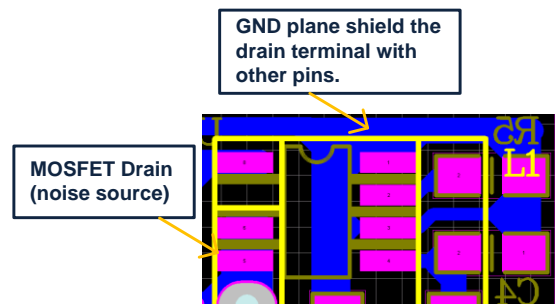 GND plane shield the
drain terminal with
other pins.
MOSFET Drain
(noise source)
R5
L1
C4